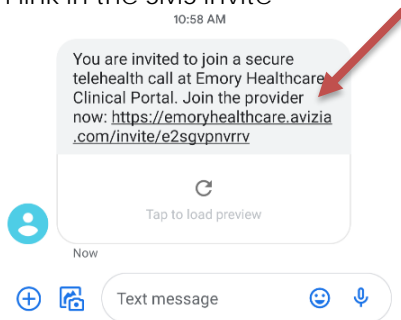 link in the SMS invite
10:58 AM
You are invited to join a secure
telehealth call at Emory Healthcare
Clinical Portal. Join the provider
now: https://emoryhealthcare.avizia
.com/invite/e2sgvpnvrrv
Tap to load preview
Now
Text message